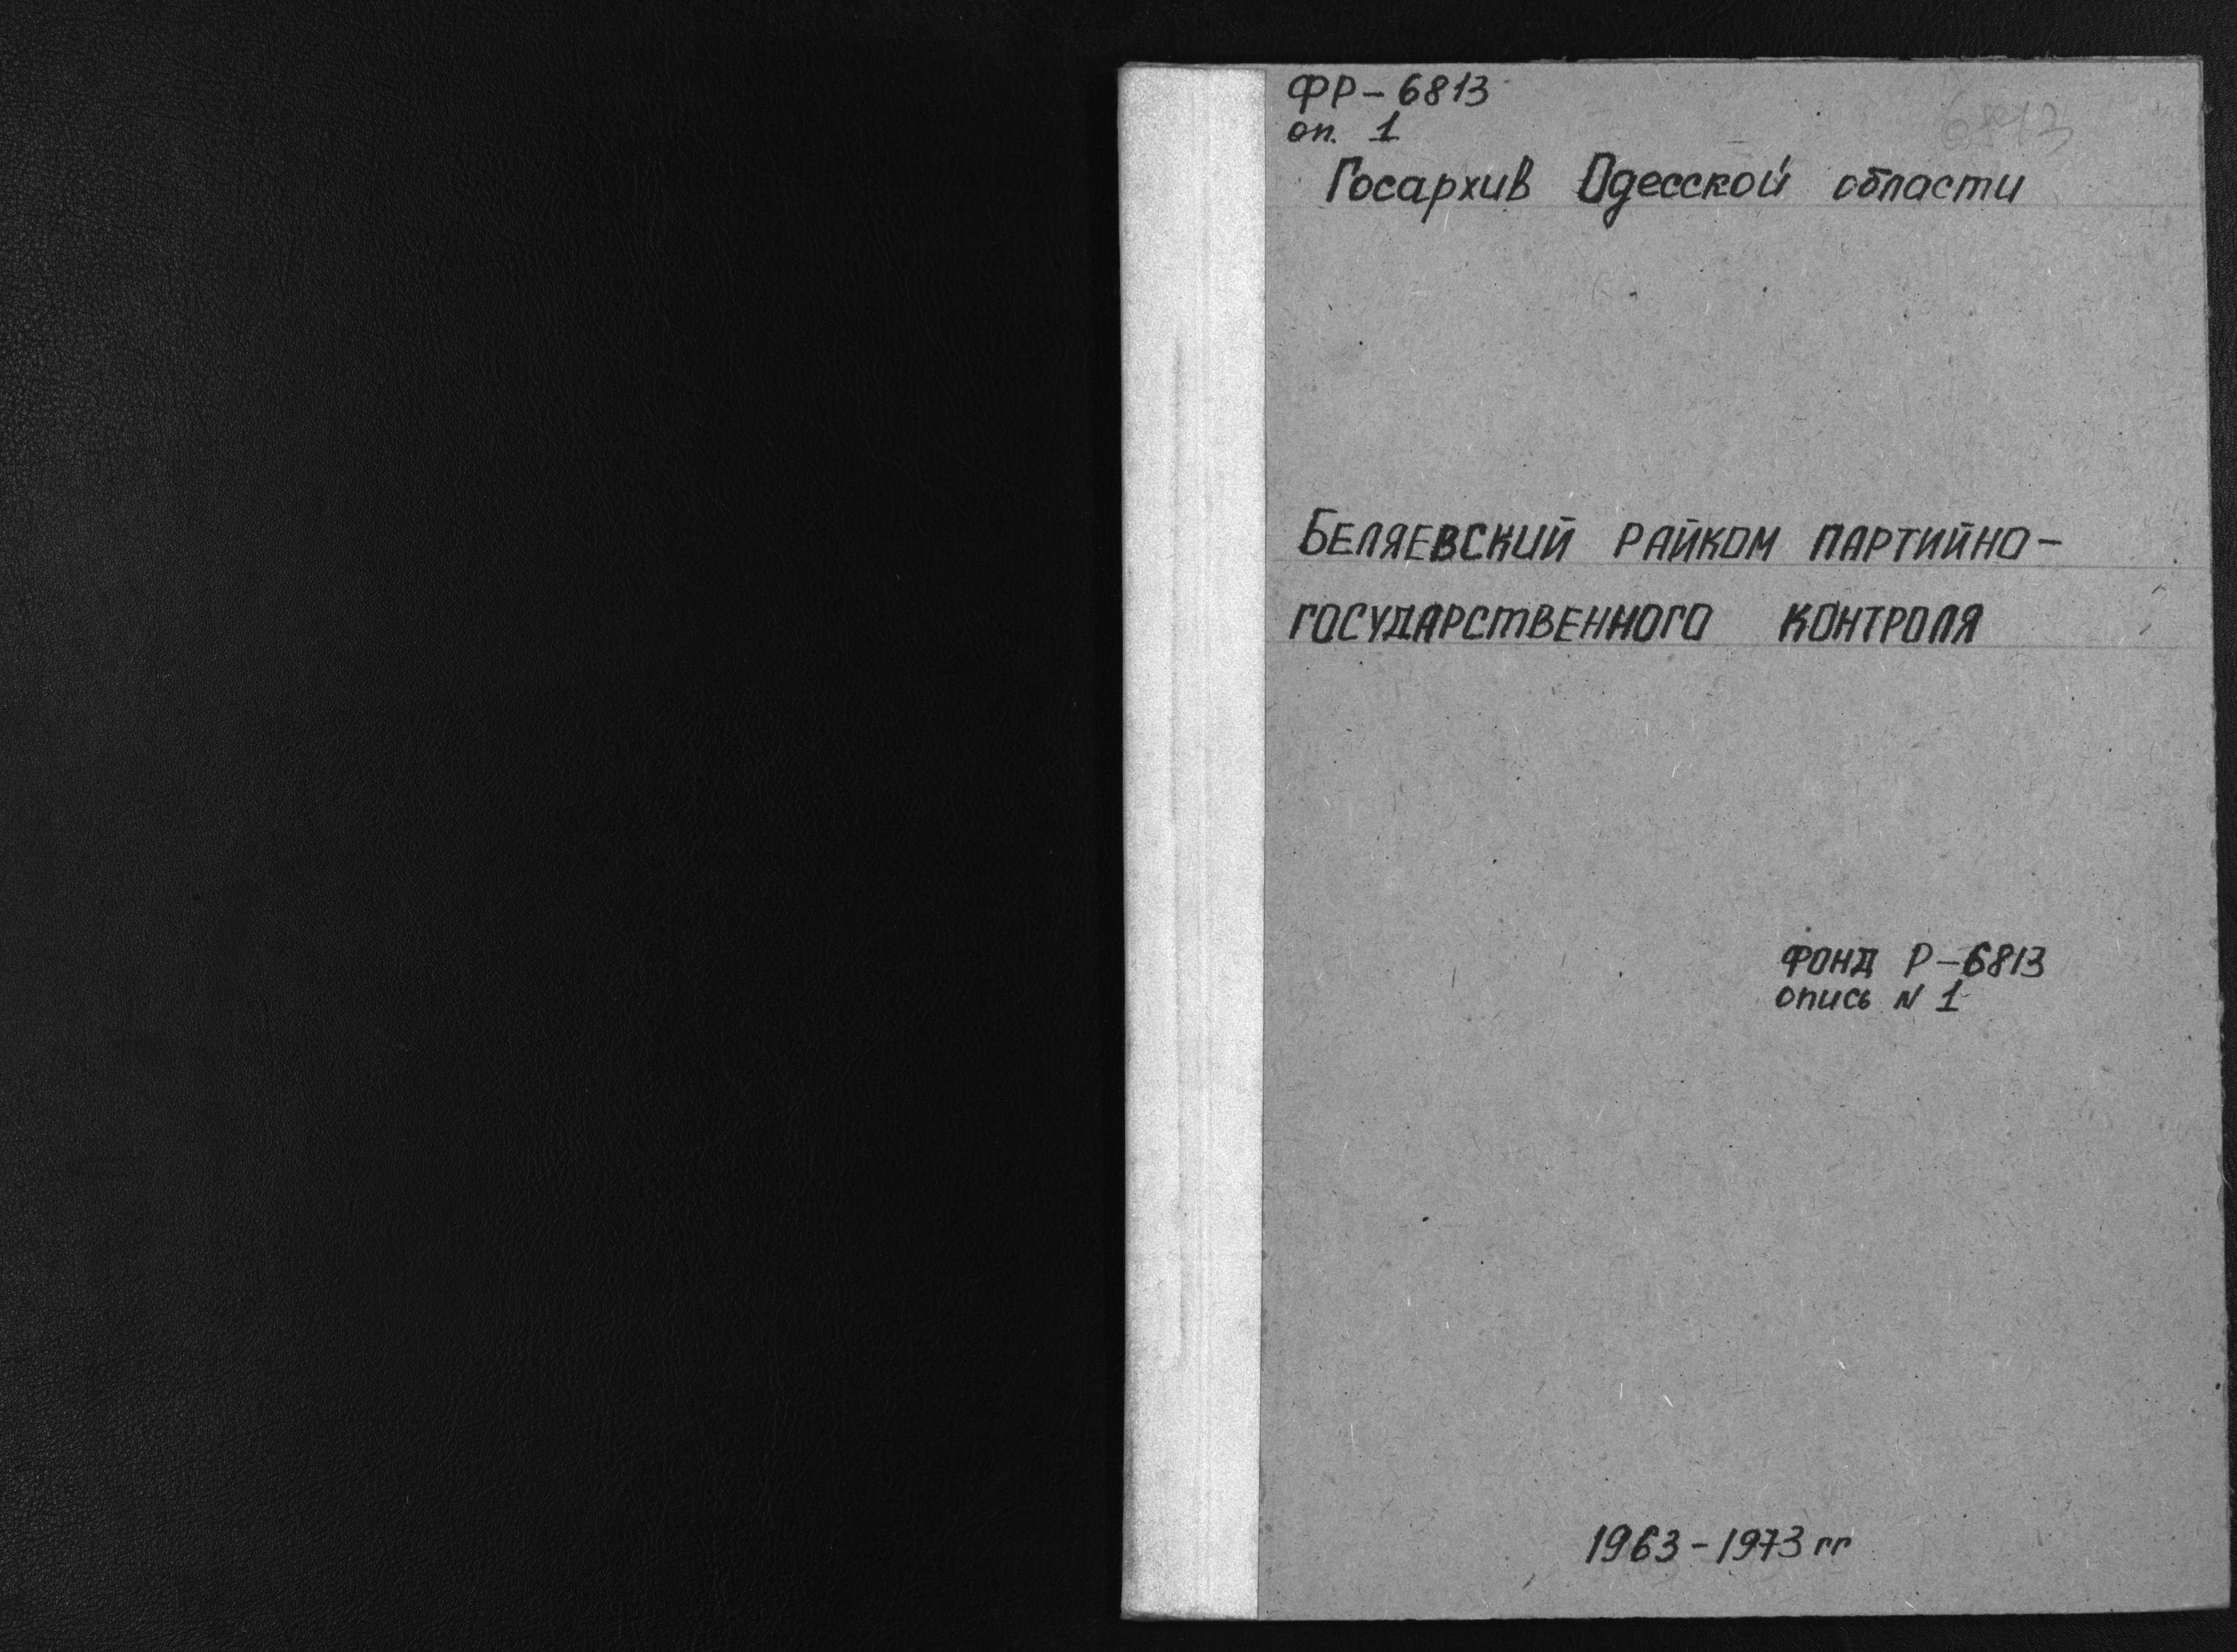 ФР-6813
оп. 1
6813
Госархив Одесской области
БЕЛЯЕВСКИЙ РАЙКОМ ПАРТИЙНО-
ГОСУДАРСТВЕННОГО КОНТРОЛЯ
ФОНД Р-6813
опись N 1
1963-1973 гг